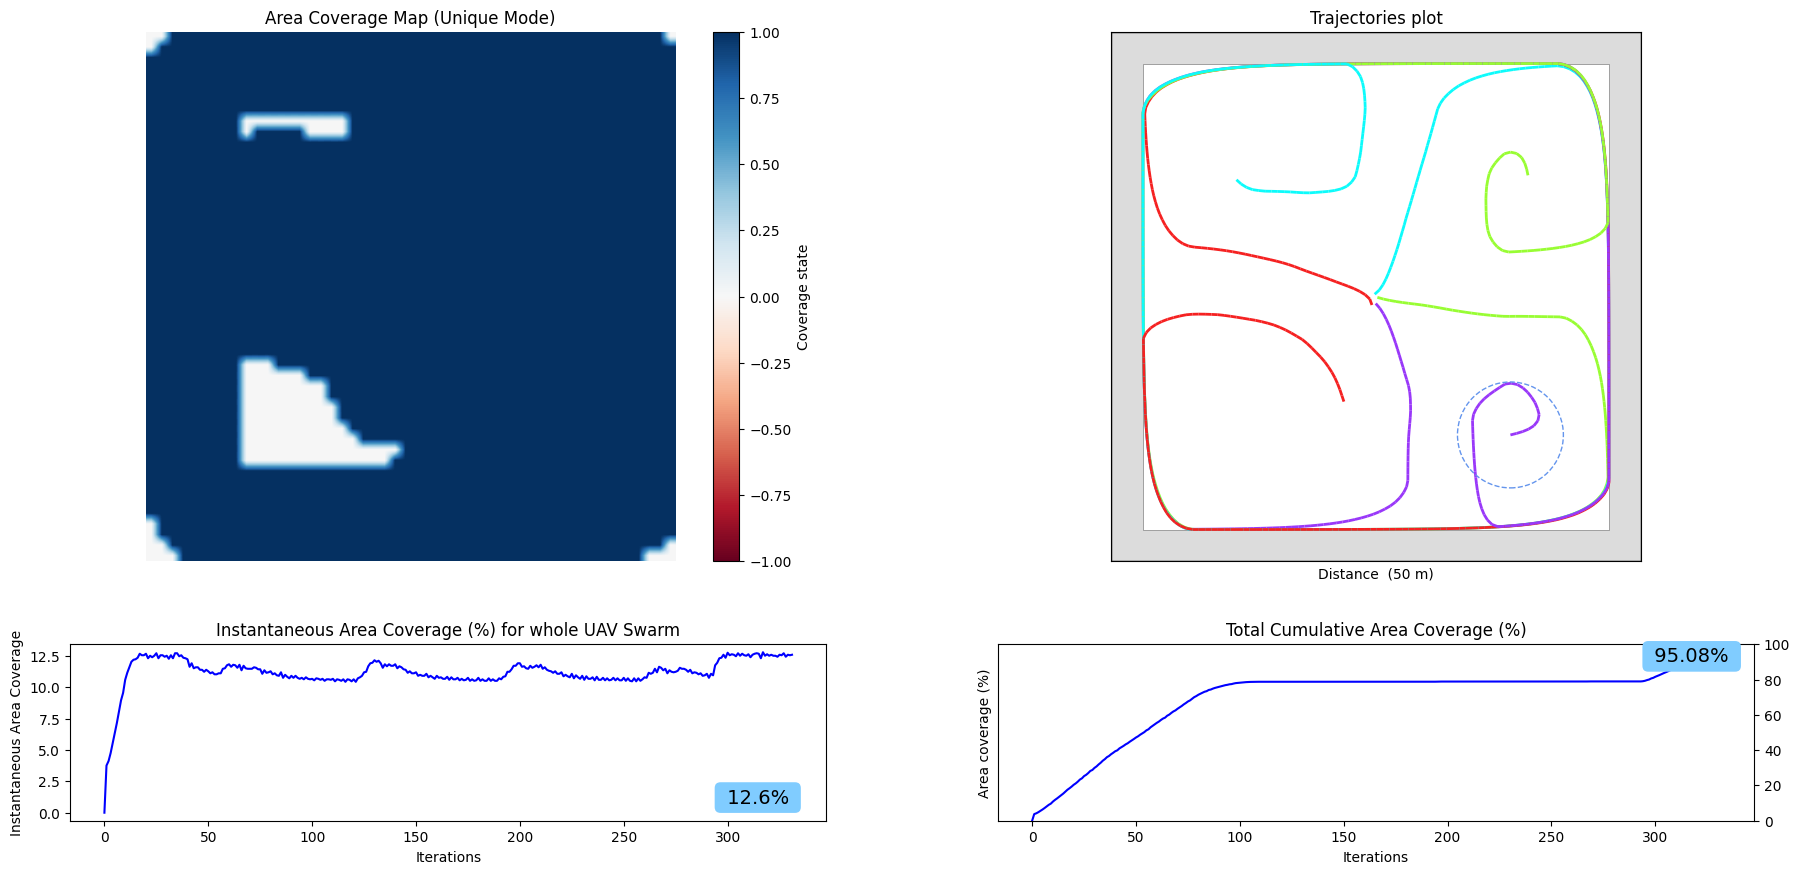 Area Coverage Map (Unique Mode)
1.00
0.75
0.50
0.25
0.00
−0.25
−0.50
−0.75
−1.00
Coverage state
Trajectories plot
Distance  (50 m)
Instantaneous Area Coverage (%) for whole UAV Swarm
Instantaneous Area Coverage
12.5
10.0
7.5
5.0
2.5
0.0
12.6%
0 50 100 150 200 250 300
Iterations
Total Cumulative Area Coverage (%)
Area coverage (%)
95.08%
100
80
60
40
20
0
0 50 100 150 200 250 300
Iterations